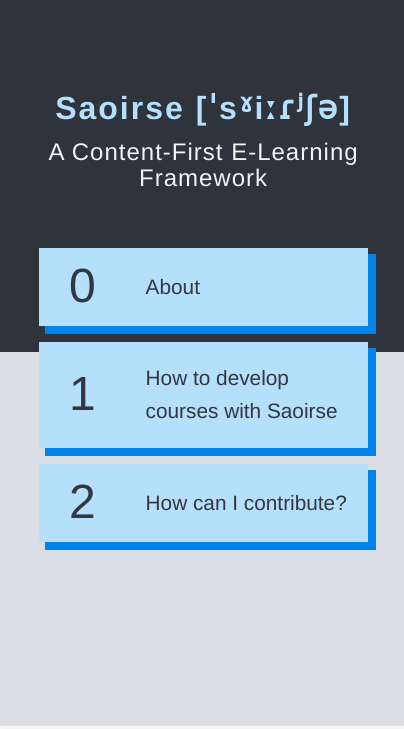 Saoirse [ˈsˠiːɾʲʃə]
A Content-First E-Learning
Framework
0 About
1 How to develop
courses with Saoirse
2 How can I contribute?